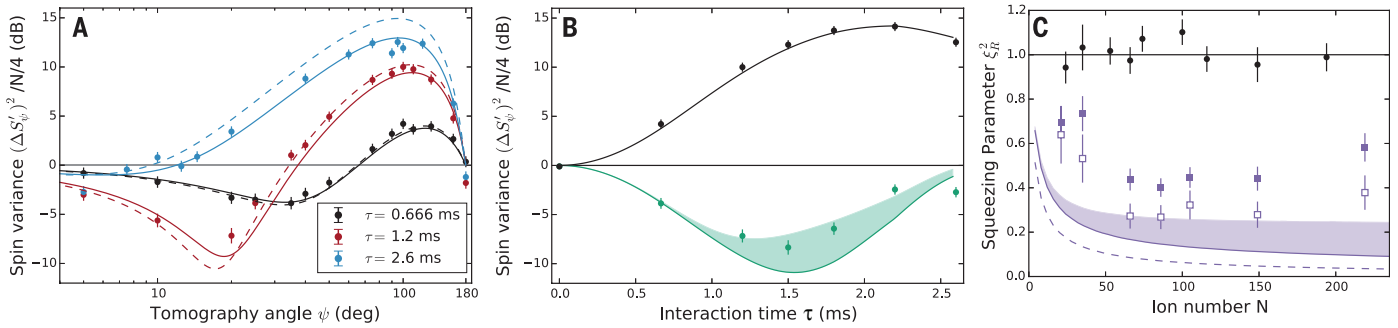 A
Spin variance (ΔS′ψ)² /N/4 (dB)
15
10
5
0
−5
−10
10
100
180
Tomography angle ψ (deg)
τ = 0.666 ms
τ = 1.2 ms
τ = 2.6 ms
B
Spin variance (ΔS′ψ)² /N/4 (dB)
15
10
5
0
−5
−10
0.0
0.5
1.0
1.5
2.0
2.5
Interaction time τ (ms)
C
Squeezing Parameter ξ²R
1.2
1.0
0.8
0.6
0.4
0.2
0.0
0
50
100
150
200
Ion number N